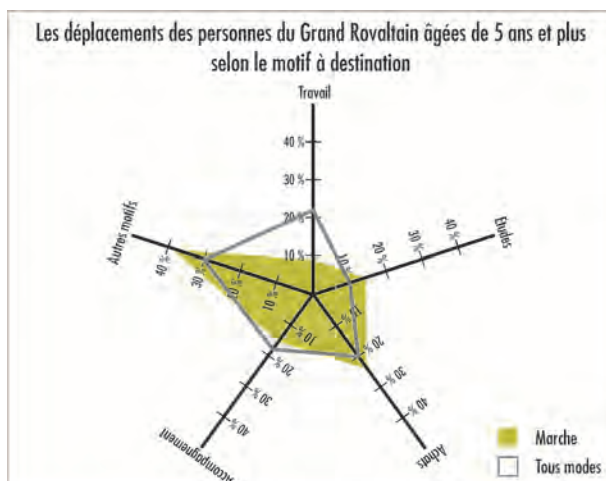 Les déplacements des personnes du Grand Rovaltain âgées de 5 ans et plus
selon le motif à destination
Travail
40 %
30 %
20 %
10 %
Etudes
10 %
20 %
30 %
40 %
Autres motifs
40 %
30 %
10 %
20 %
30 %
40 %
Accompagnement
10 %
20 %
30 %
40 %
Achats
Marche
Tous modes